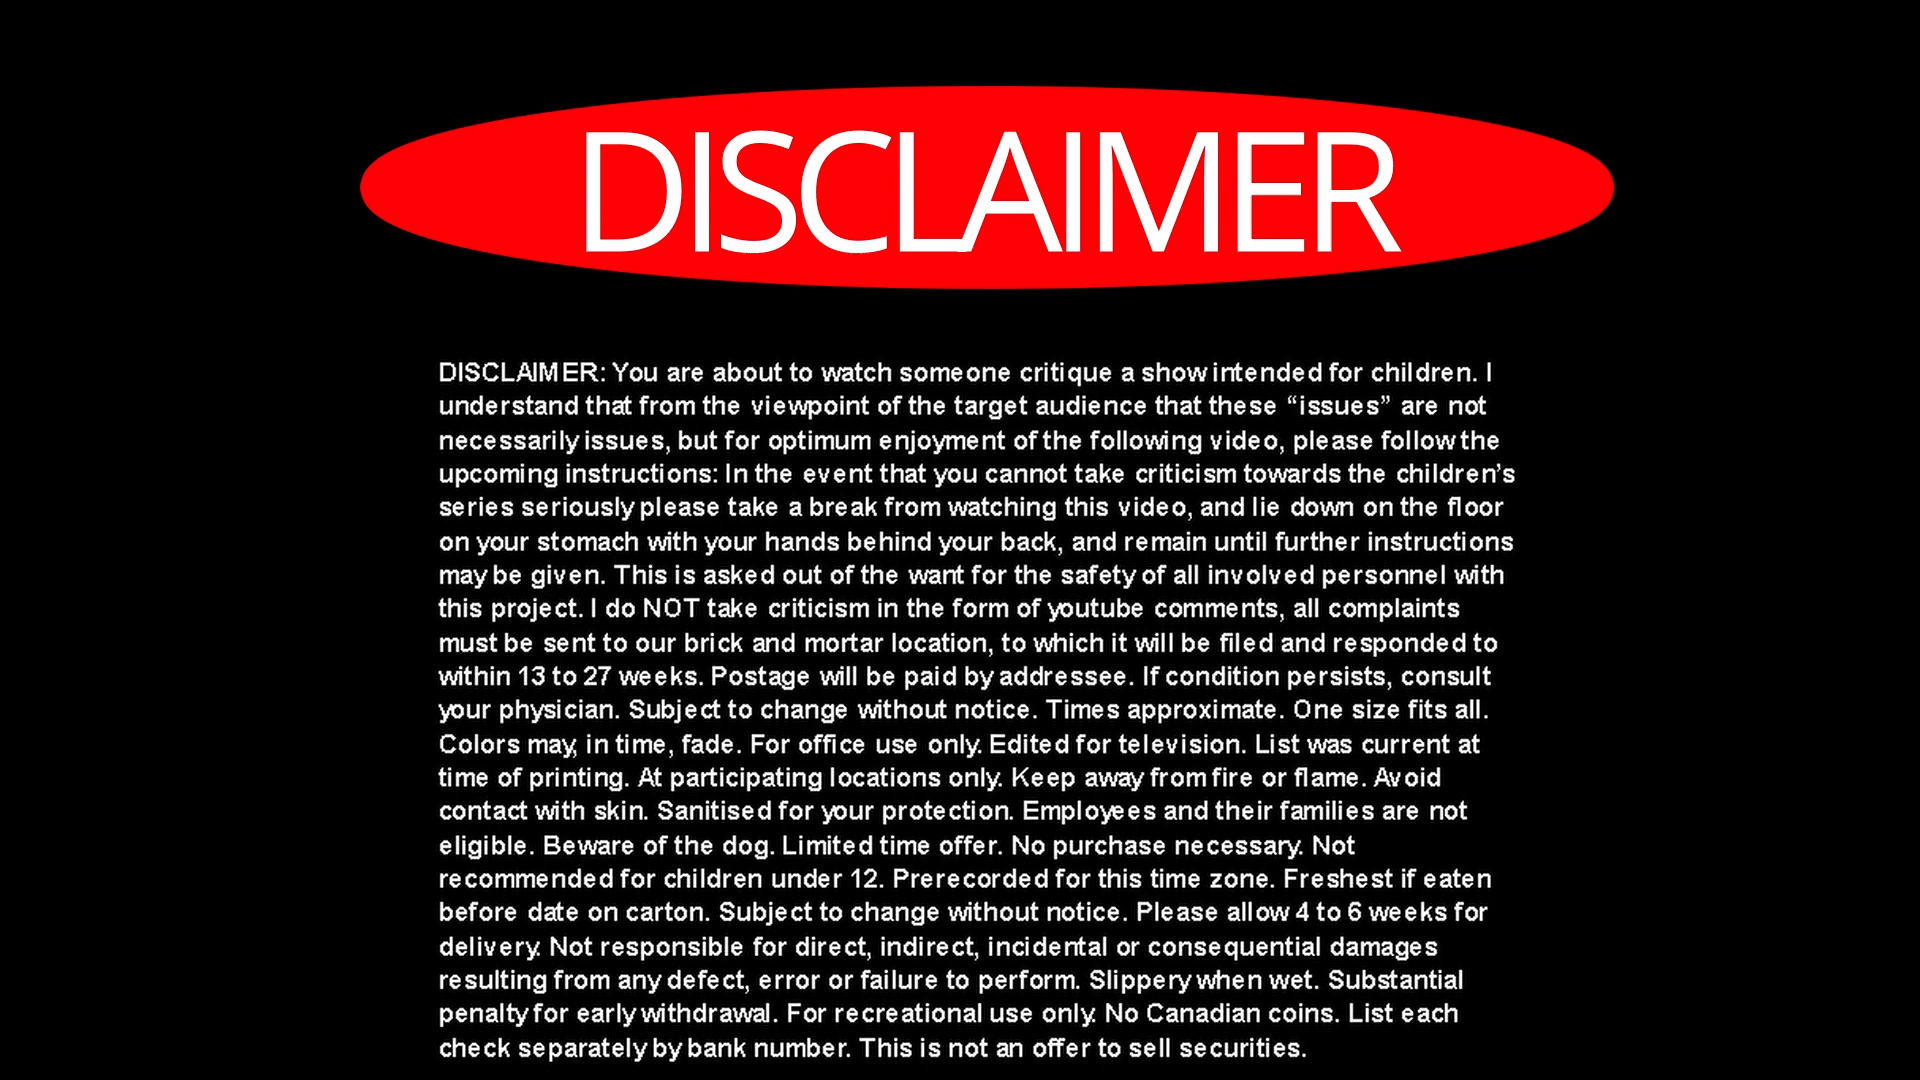 DISCLAIMER
DISCLAIMER: You are about to watch someone critique a show intended for children. I
understand that from the viewpoint of the target audience that these “issues” are not
necessarily issues, but for optimum enjoyment of the following video, please follow the
upcoming instructions: In the event that you cannot take criticism towards the children’s
series seriously please take a break from watching this video, and lie down on the floor
on your stomach with your hands behind your back, and remain until further instructions
may be given. This is asked out of the want for the safety of all involved personnel with
this project. I do NOT take criticism in the form of youtube comments, all complaints
must be sent to our brick and mortar location, to which it will be filed and responded to
within 13 to 27 weeks. Postage will be paid by addressee. If condition persists, consult
your physician. Subject to change without notice. Times approximate. One size fits all.
Colors may, in time, fade. For office use only. Edited for television. List was current at
time of printing. At participating locations only. Keep away from fire or flame. Avoid
contact with skin. Sanitised for your protection. Employees and their families are not
eligible. Beware of the dog. Limited time offer. No purchase necessary. Not
recommended for children under 12. Prerecorded for this time zone. Freshest if eaten
before date on carton. Subject to change without notice. Please allow 4 to 6 weeks for
delivery. Not responsible for direct, indirect, incidental or consequential damages
resulting from any defect, error or failure to perform. Slippery when wet. Substantial
penalty for early withdrawal. For recreational use only. No Canadian coins. List each
check separately by bank number. This is not an offer to sell securities.